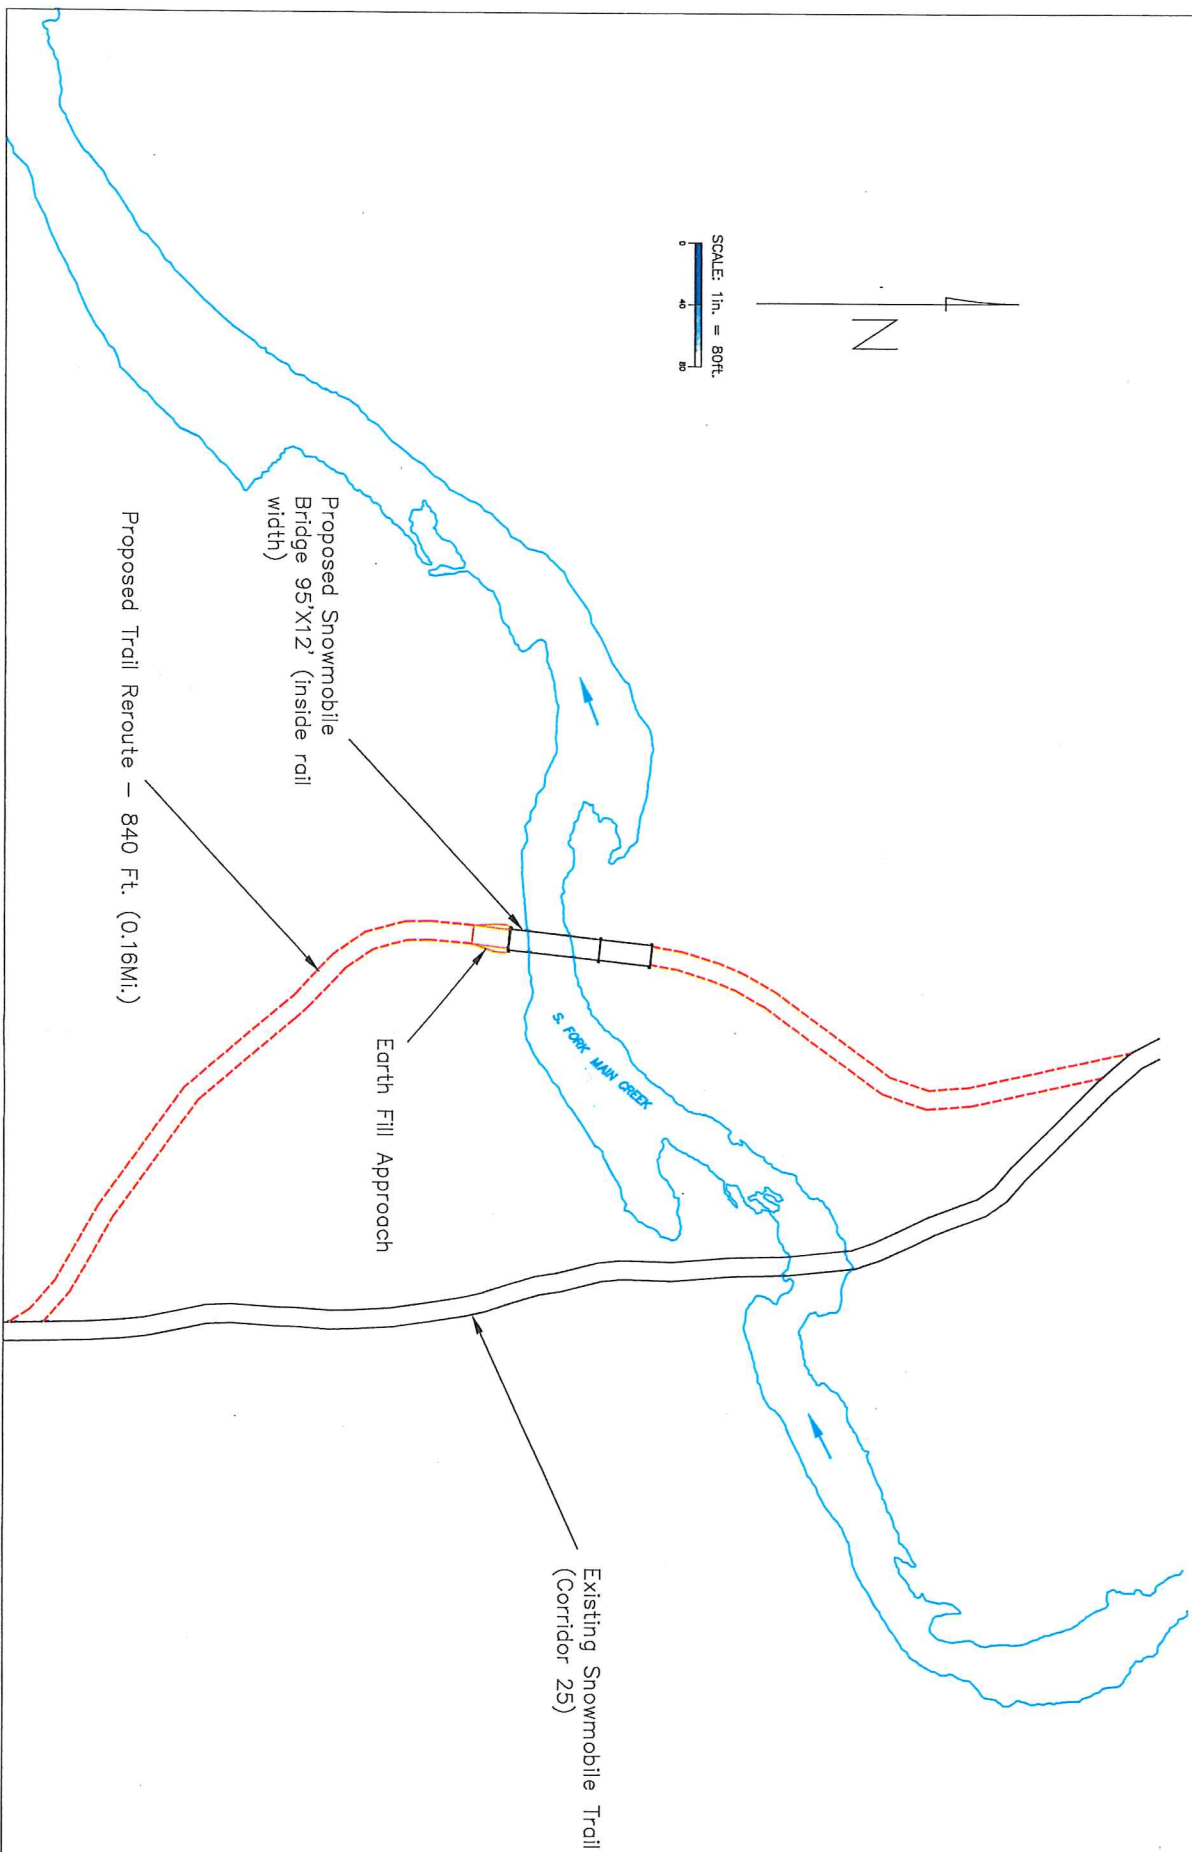 N
SCALE: 1in. = 80ft.
0 40 80
Proposed Snowmobile
Bridge 95'X12' (inside rail
width)
Proposed Trail Reroute – 840 Ft. (0.16Mi.)
Earth Fill Approach
S. FORK MAIN CREEK
Existing Snowmobile Trail
(Corridor 25)